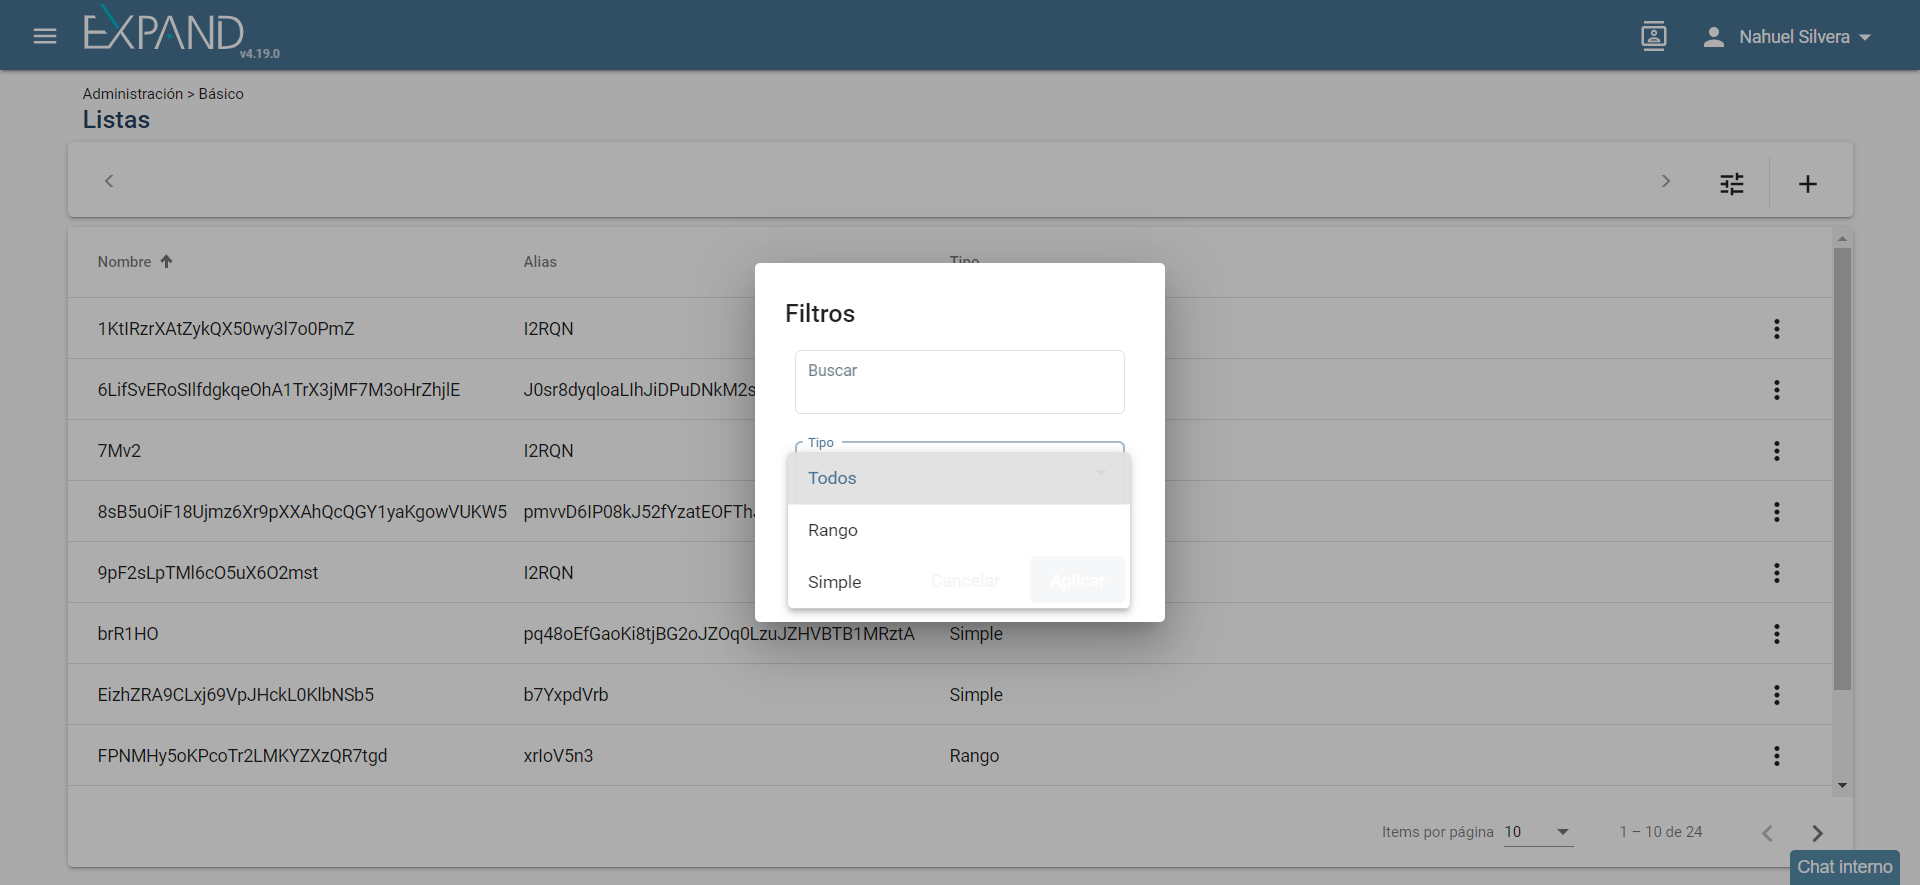 EXPAND
v4.19.0
Nahuel Silvera
Administración > Básico
Listas
Nombre Alias Tipo
1KtIRzrXAtZykQX50wy3l7o0PmZ I2RQN
6LifSvERoSIlfdgkqeOhA1TrX3jMF7M3oHrZhjlE J0sr8dyqloaLIhJiDPuDNkM2s
7Mv2 I2RQN
8sB5uOiF18Ujmz6Xr9pXXAhQcQGY1yaKgowVUKW5 pmvvD6IP08kJ52fYzatEOFTh
9pF2sLpTMl6cO5uX6O2mst I2RQN
brR1HO pq48oEfGaoKi8tjBG2oJZOq0LzuJZHVBTB1MRztA Simple
EizhZRA9CLxj69VpJHckL0KlbNSb5 b7YxpdVrb Simple
FPNMHy5oKPcoTr2LMKYZXzQR7tgd xrIoV5n3 Rango
Filtros
Buscar
Tipo
Todos
Rango
Simple
Cancelar Aplicar
Items por página 10 1 – 10 de 24
Chat interno